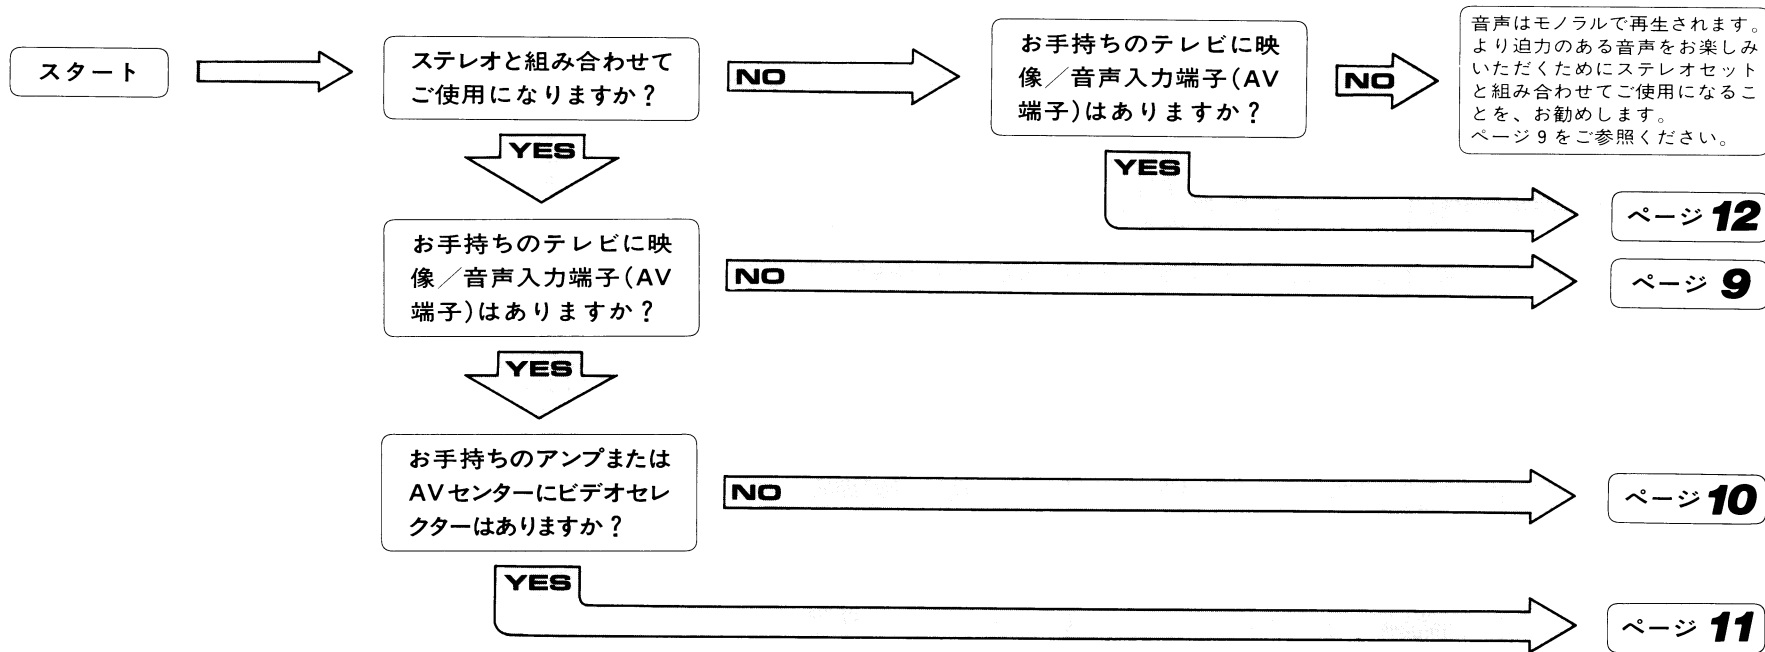 スタート
ステレオと組み合わせて
ご使用になりますか？
NO
お手持ちのテレビに映
像／音声入力端子(AV
端子)はありますか？
NO
音声はモノラルで再生されます。
より迫力のある音声をお楽しみ
いただくためにステレオセット
と組み合わせてご使用になるこ
とを、お勧めします。
ページ9をご参照ください。
YES
YES
ページ 12
お手持ちのテレビに映
像／音声入力端子(AV
端子)はありますか？
NO
ページ 9
YES
お手持ちのアンプまたは
AVセンターにビデオセレ
クターはありますか？
NO
ページ 10
YES
ページ 11